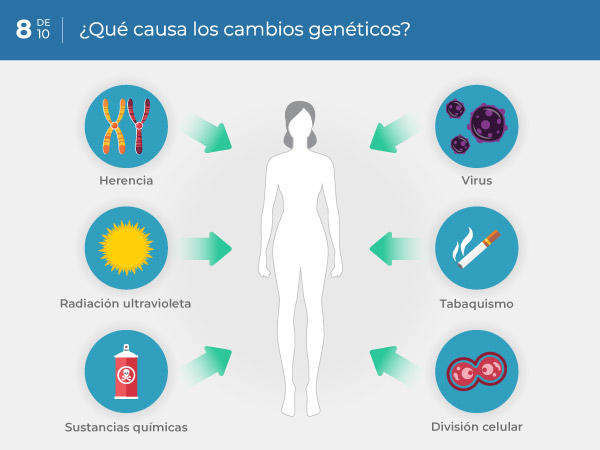 8 DE 10
¿Qué causa los cambios genéticos?
Herencia
Virus
Radiación ultravioleta
Tabaquismo
Sustancias químicas
División celular